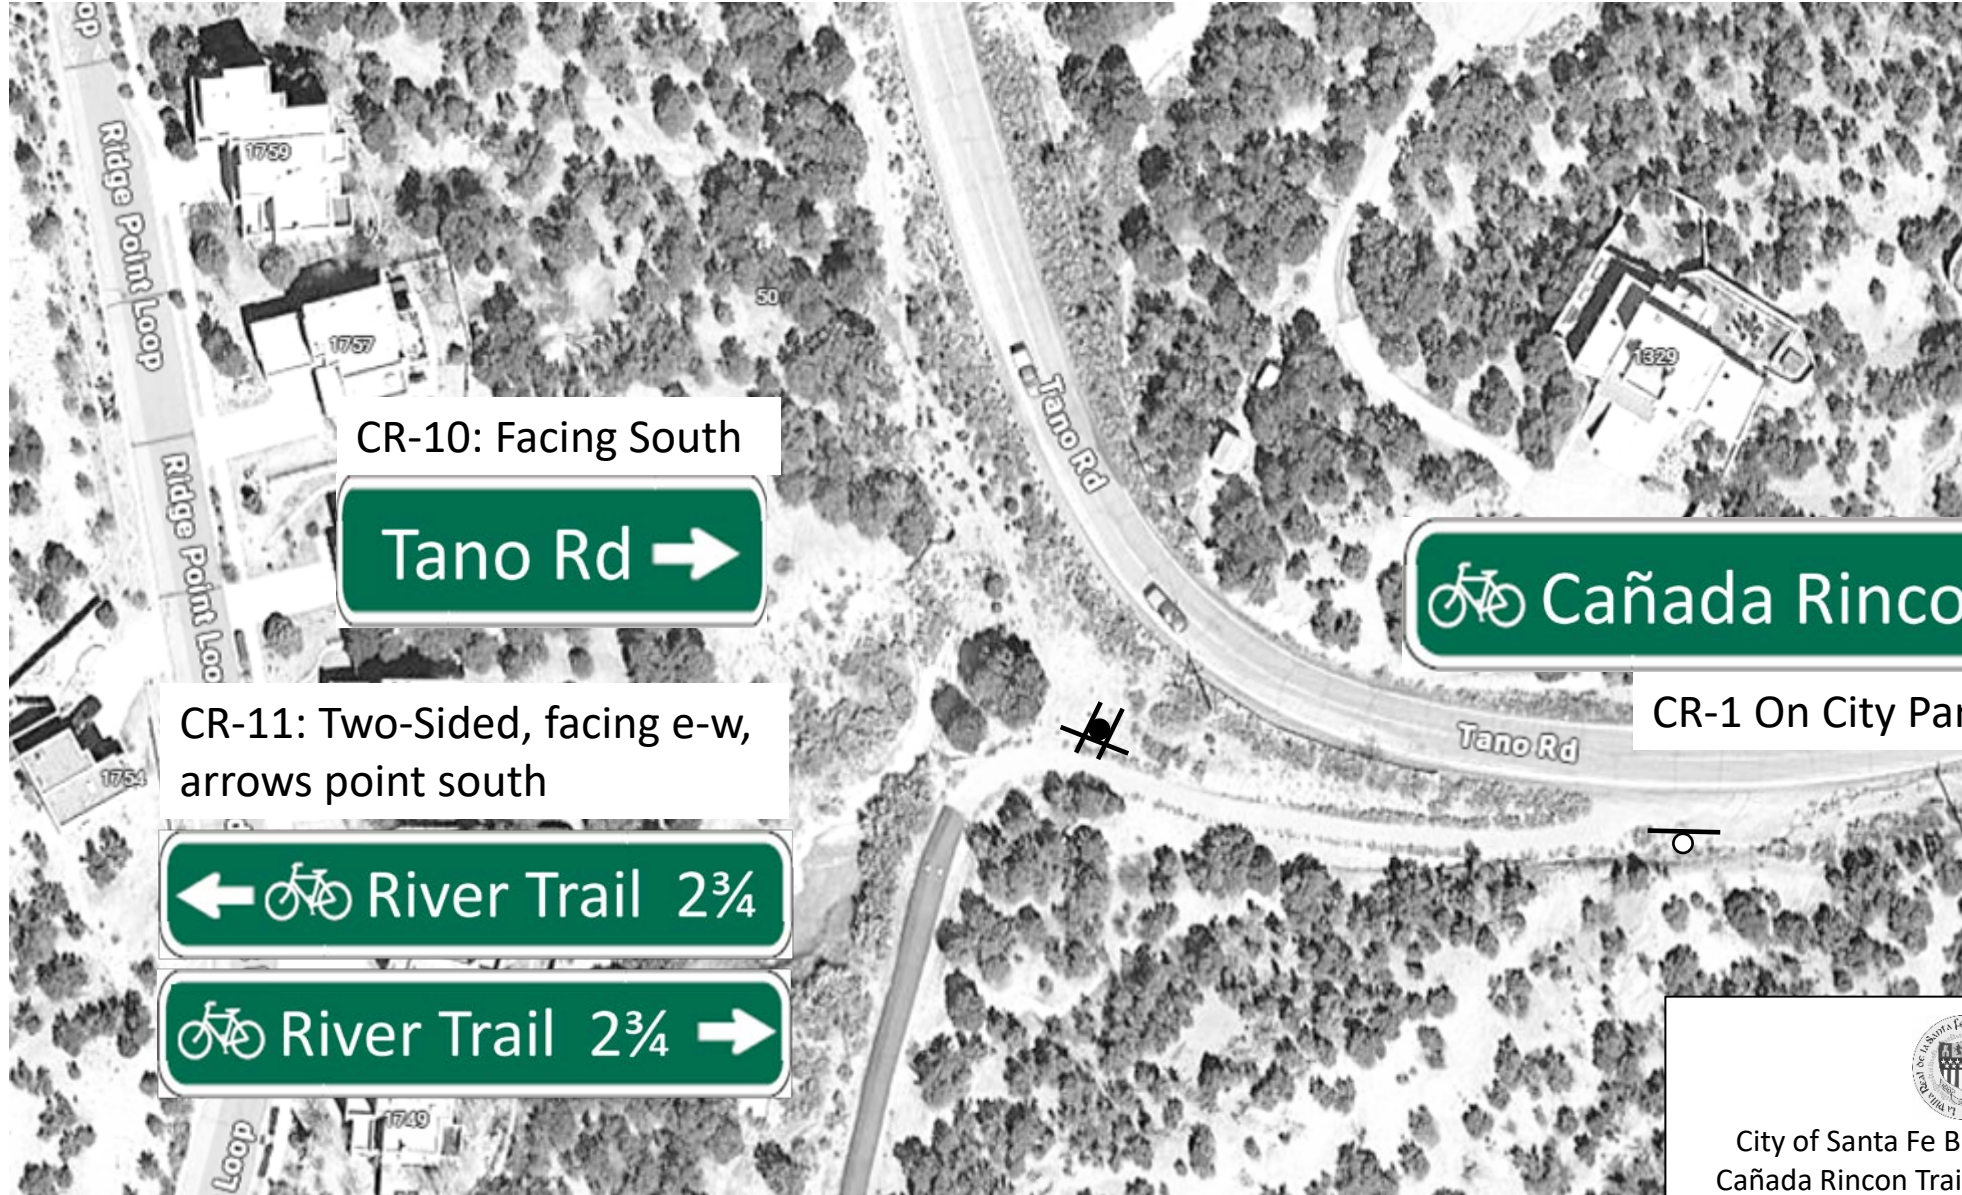 Ridge Point Loop
1759
50
1757
Tano Rd
1329
CR-10: Facing South
Tano Rd
Cañada Rinco
Ridge Point Loo
CR-11: Two-Sided, facing e-w,
arrows point south
CR-1 On City Par
Tano Rd
1754
River Trail 2¾
River Trail 2¾
1749
Loop
City of Santa Fe B
Cañada Rincon Trai